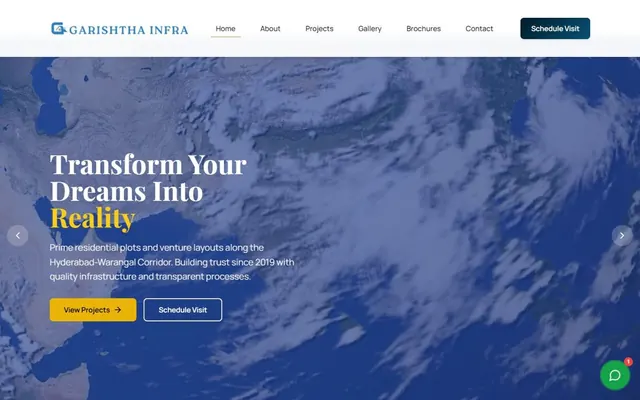 GARISHTHA INFRA
Home About Projects Gallery Brochures Contact Schedule Visit
Transform Your
Dreams Into
Reality
Prime residential plots and venture layouts along the
Hyderabad-Warangal Corridor. Building trust since 2019 with
quality infrastructure and transparent processes.
View Projects → Schedule Visit
1